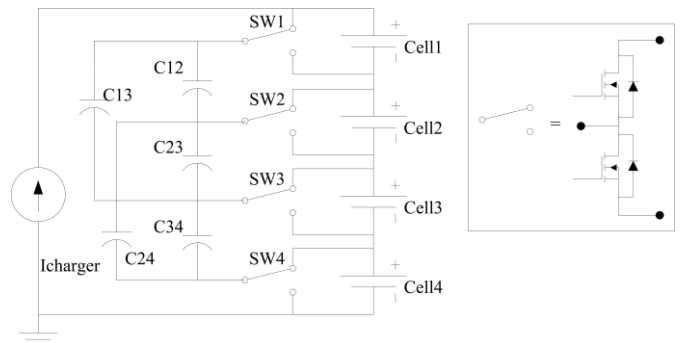 SW1
+
Cell1
-
C12
C13
SW2
+
Cell2
-
C23
=
SW3
+
Cell3
-
C34
C24
Icharger
SW4
+
Cell4
-